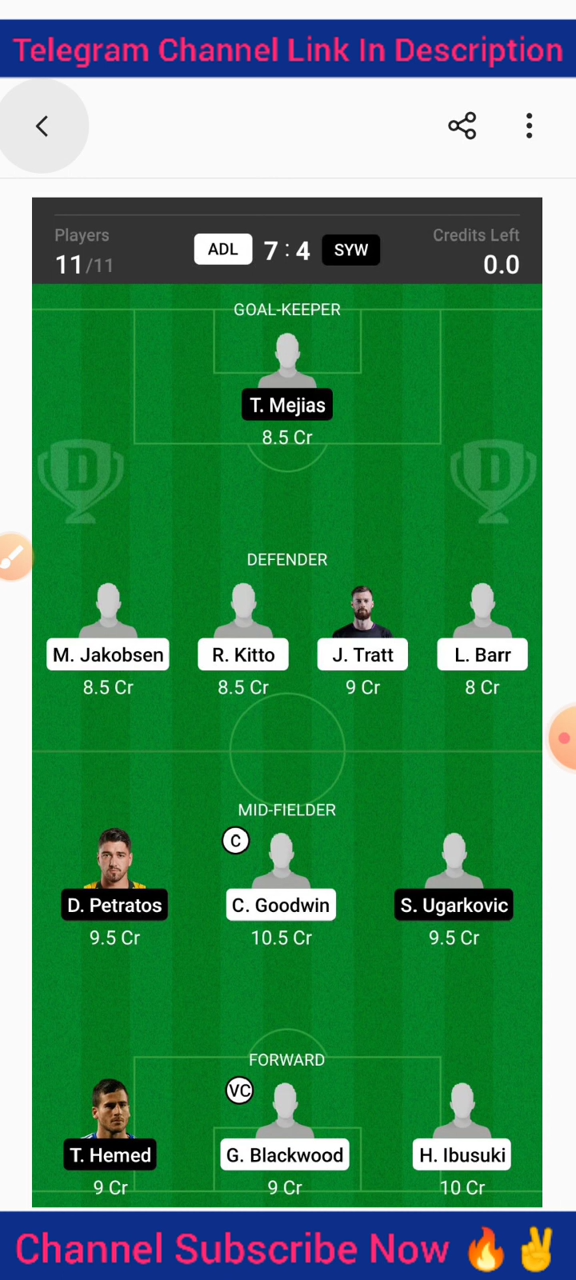 Telegram Channel Link In Description
Players
Credits Left
11/11
ADL 7 : 4 SYW
0.0
GOAL-KEEPER
T. Mejias
8.5 Cr
D D
DEFENDER
M. Jakobsen R. Kitto J. Tratt L. Barr
8.5 Cr 8.5 Cr 9 Cr 8 Cr
MID-FIELDER
C
D. Petratos C. Goodwin S. Ugarkovic
9.5 Cr 10.5 Cr 9.5 Cr
FORWARD
VC
T. Hemed G. Blackwood H. Ibusuki
9 Cr 9 Cr 10 Cr
Channel Subscribe Now 🔥✌